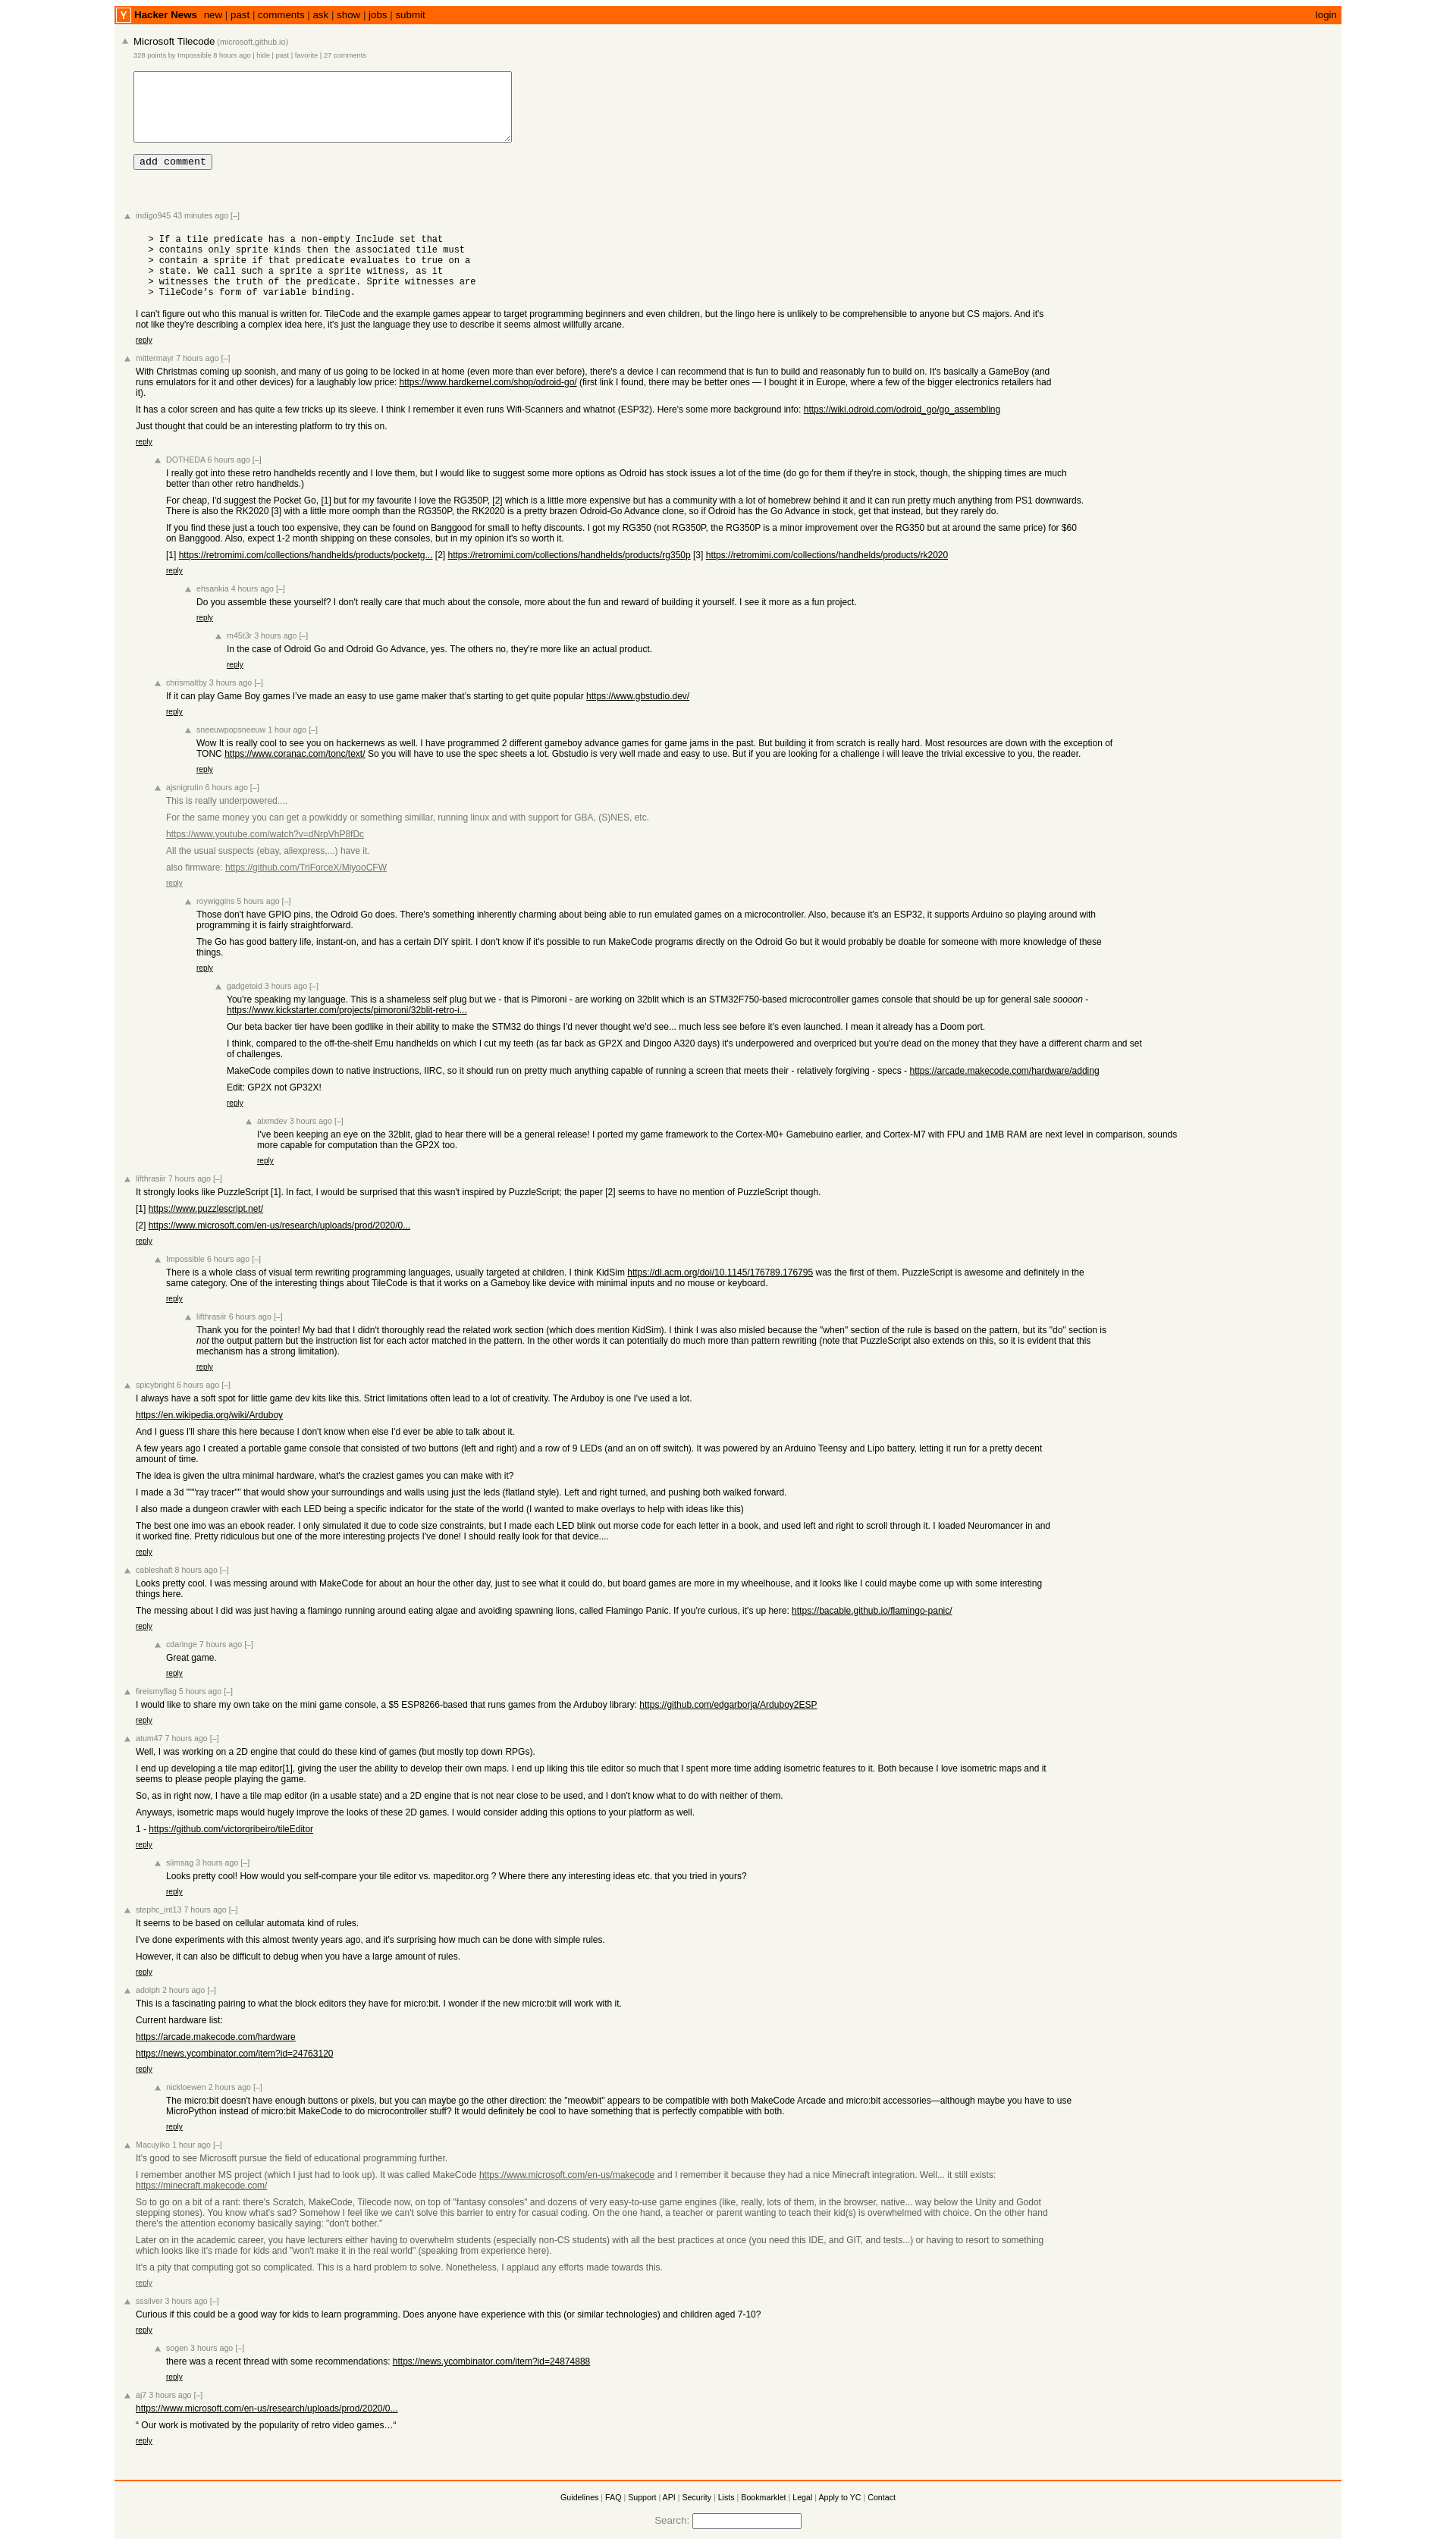 Y Hacker News new | past | comments | ask | show | jobs | submit login
Microsoft Tilecode (microsoft.github.io)
328 points by Impossible 8 hours ago | hide | past | favorite | 27 comments
add comment
indigo945 43 minutes ago [–]
> If a tile predicate has a non-empty Include set that
> contains only sprite kinds then the associated tile must
> contain a sprite if that predicate evaluates to true on a
> state. We call such a sprite a sprite witness, as it
> witnesses the truth of the predicate. Sprite witnesses are
> TileCode’s form of variable binding.
I can't figure out who this manual is written for. TileCode and the example games appear to target programming beginners and even children, but the lingo here is unlikely to be comprehensible to anyone but CS majors. And it's
not like they're describing a complex idea here, it's just the language they use to describe it seems almost willfully arcane.
reply
mittermayr 7 hours ago [–]
With Christmas coming up soonish, and many of us going to be locked in at home (even more than ever before), there's a device I can recommend that is fun to build and reasonably fun to build on. It's basically a GameBoy (and
runs emulators for it and other devices) for a laughably low price: https://www.hardkernel.com/shop/odroid-go/ (first link I found, there may be better ones — I bought it in Europe, where a few of the bigger electronics retailers had
it).
It has a color screen and has quite a few tricks up its sleeve. I think I remember it even runs Wifi-Scanners and whatnot (ESP32). Here's some more background info: https://wiki.odroid.com/odroid_go/go_assembling
Just thought that could be an interesting platform to try this on.
reply
DOTHEDA 6 hours ago [–]
I really got into these retro handhelds recently and I love them, but I would like to suggest some more options as Odroid has stock issues a lot of the time (do go for them if they're in stock, though, the shipping times are much
better than other retro handhelds.)
For cheap, I'd suggest the Pocket Go, [1] but for my favourite I love the RG350P, [2] which is a little more expensive but has a community with a lot of homebrew behind it and it can run pretty much anything from PS1 downwards.
There is also the RK2020 [3] with a little more oomph than the RG350P, the RK2020 is a pretty brazen Odroid-Go Advance clone, so if Odroid has the Go Advance in stock, get that instead, but they rarely do.
If you find these just a touch too expensive, they can be found on Banggood for small to hefty discounts. I got my RG350 (not RG350P, the RG350P is a minor improvement over the RG350 but at around the same price) for $60
on Banggood. Also, expect 1-2 month shipping on these consoles, but in my opinion it's so worth it.
[1] https://retromimi.com/collections/handhelds/products/pocketg... [2] https://retromimi.com/collections/handhelds/products/rg350p [3] https://retromimi.com/collections/handhelds/products/rk2020
reply
ehsankia 4 hours ago [–]
Do you assemble these yourself? I don't really care that much about the console, more about the fun and reward of building it yourself. I see it more as a fun project.
reply
m45t3r 3 hours ago [–]
In the case of Odroid Go and Odroid Go Advance, yes. The others no, they're more like an actual product.
reply
chrismaltby 3 hours ago [–]
If it can play Game Boy games I've made an easy to use game maker that's starting to get quite popular https://www.gbstudio.dev/
reply
sneeuwpopsneeuw 1 hour ago [–]
Wow It is really cool to see you on hackernews as well. I have programmed 2 different gameboy advance games for game jams in the past. But building it from scratch is really hard. Most resources are down with the exception of
TONC https://www.coranac.com/tonc/text/ So you will have to use the spec sheets a lot. Gbstudio is very well made and easy to use. But if you are looking for a challenge i will leave the trivial excessive to you, the reader.
reply
ajsnigrutin 6 hours ago [–]
This is really underpowered....
For the same money you can get a powkiddy or something simillar, running linux and with support for GBA, (S)NES, etc.
https://www.youtube.com/watch?v=dNrpVhP8fDc
All the usual suspects (ebay, aliexpress,...) have it.
also firmware: https://github.com/TriForceX/MiyooCFW
reply
roywiggins 5 hours ago [–]
Those don't have GPIO pins, the Odroid Go does. There's something inherently charming about being able to run emulated games on a microcontroller. Also, because it's an ESP32, it supports Arduino so playing around with
programming it is fairly straightforward.
The Go has good battery life, instant-on, and has a certain DIY spirit. I don't know if it's possible to run MakeCode programs directly on the Odroid Go but it would probably be doable for someone with more knowledge of these
things.
reply
gadgetoid 3 hours ago [–]
You're speaking my language. This is a shameless self plug but we - that is Pimoroni - are working on 32blit which is an STM32F750-based microcontroller games console that should be up for general sale soooon -
https://www.kickstarter.com/projects/pimoroni/32blit-retro-i...
Our beta backer tier have been godlike in their ability to make the STM32 do things I'd never thought we'd see... much less see before it's even launched. I mean it already has a Doom port.
I think, compared to the off-the-shelf Emu handhelds on which I cut my teeth (as far back as GP2X and Dingoo A320 days) it's underpowered and overpriced but you're dead on the money that they have a different charm and set
of challenges.
MakeCode compiles down to native instructions, IIRC, so it should run on pretty much anything capable of running a screen that meets their - relatively forgiving - specs - https://arcade.makecode.com/hardware/adding
Edit: GP2X not GP32X!
reply
alxmdev 3 hours ago [–]
I've been keeping an eye on the 32blit, glad to hear there will be a general release! I ported my game framework to the Cortex-M0+ Gamebuino earlier, and Cortex-M7 with FPU and 1MB RAM are next level in comparison, sounds
more capable for computation than the GP2X too.
reply
lifthrasiir 7 hours ago [–]
It strongly looks like PuzzleScript [1]. In fact, I would be surprised that this wasn't inspired by PuzzleScript; the paper [2] seems to have no mention of PuzzleScript though.
[1] https://www.puzzlescript.net/
[2] https://www.microsoft.com/en-us/research/uploads/prod/2020/0...
reply
Impossible 6 hours ago [–]
There is a whole class of visual term rewriting programming languages, usually targeted at children. I think KidSim https://dl.acm.org/doi/10.1145/176789.176795 was the first of them. PuzzleScript is awesome and definitely in the
same category. One of the interesting things about TileCode is that it works on a Gameboy like device with minimal inputs and no mouse or keyboard.
reply
lifthrasiir 6 hours ago [–]
Thank you for the pointer! My bad that I didn't thoroughly read the related work section (which does mention KidSim). I think I was also misled because the "when" section of the rule is based on the pattern, but its "do" section is
not the output pattern but the instruction list for each actor matched in the pattern. In the other words it can potentially do much more than pattern rewriting (note that PuzzleScript also extends on this, so it is evident that this
mechanism has a strong limitation).
reply
spicybright 6 hours ago [–]
I always have a soft spot for little game dev kits like this. Strict limitations often lead to a lot of creativity. The Arduboy is one I've used a lot.
https://en.wikipedia.org/wiki/Arduboy
And I guess I'll share this here because I don't know when else I'd ever be able to talk about it.
A few years ago I created a portable game console that consisted of two buttons (left and right) and a row of 9 LEDs (and an on off switch). It was powered by an Arduino Teensy and Lipo battery, letting it run for a pretty decent
amount of time.
The idea is given the ultra minimal hardware, what's the craziest games you can make with it?
I made a 3d """ray tracer"" that would show your surroundings and walls using just the leds (flatland style). Left and right turned, and pushing both walked forward.
I also made a dungeon crawler with each LED being a specific indicator for the state of the world (I wanted to make overlays to help with ideas like this)
The best one imo was an ebook reader. I only simulated it due to code size constraints, but I made each LED blink out morse code for each letter in a book, and used left and right to scroll through it. I loaded Neuromancer in and
it worked fine. Pretty ridiculous but one of the more interesting projects I've done! I should really look for that device....
reply
cableshaft 8 hours ago [–]
Looks pretty cool. I was messing around with MakeCode for about an hour the other day, just to see what it could do, but board games are more in my wheelhouse, and it looks like I could maybe come up with some interesting
things here.
The messing about I did was just having a flamingo running around eating algae and avoiding spawning lions, called Flamingo Panic. If you're curious, it's up here: https://bacable.github.io/flamingo-panic/
reply
cdaringe 7 hours ago [–]
Great game.
reply
fireismyflag 5 hours ago [–]
I would like to share my own take on the mini game console, a $5 ESP8266-based that runs games from the Arduboy library: https://github.com/edgarborja/Arduboy2ESP
reply
atum47 7 hours ago [–]
Well, I was working on a 2D engine that could do these kind of games (but mostly top down RPGs).
I end up developing a tile map editor[1], giving the user the ability to develop their own maps. I end up liking this tile editor so much that I spent more time adding isometric features to it. Both because I love isometric maps and it
seems to please people playing the game.
So, as in right now, I have a tile map editor (in a usable state) and a 2D engine that is not near close to be used, and I don't know what to do with neither of them.
Anyways, isometric maps would hugely improve the looks of these 2D games. I would consider adding this options to your platform as well.
1 - https://github.com/victorqribeiro/tileEditor
reply
slimsag 3 hours ago [–]
Looks pretty cool! How would you self-compare your tile editor vs. mapeditor.org ? Where there any interesting ideas etc. that you tried in yours?
reply
stephc_int13 7 hours ago [–]
It seems to be based on cellular automata kind of rules.
I've done experiments with this almost twenty years ago, and it's surprising how much can be done with simple rules.
However, it can also be difficult to debug when you have a large amount of rules.
reply
adolph 2 hours ago [–]
This is a fascinating pairing to what the block editors they have for micro:bit. I wonder if the new micro:bit will work with it.
Current hardware list:
https://arcade.makecode.com/hardware
https://news.ycombinator.com/item?id=24763120
reply
nickloewen 2 hours ago [–]
The micro:bit doesn't have enough buttons or pixels, but you can maybe go the other direction: the "meowbit" appears to be compatible with both MakeCode Arcade and micro:bit accessories—although maybe you have to use
MicroPython instead of micro:bit MakeCode to do microcontroller stuff? It would definitely be cool to have something that is perfectly compatible with both.
reply
Macuyiko 1 hour ago [–]
It's good to see Microsoft pursue the field of educational programming further.
I remember another MS project (which I just had to look up). It was called MakeCode https://www.microsoft.com/en-us/makecode and I remember it because they had a nice Minecraft integration. Well... it still exists:
https://minecraft.makecode.com/
So to go on a bit of a rant: there's Scratch, MakeCode, Tilecode now, on top of "fantasy consoles" and dozens of very easy-to-use game engines (like, really, lots of them, in the browser, native... way below the Unity and Godot
stepping stones). You know what's sad? Somehow I feel like we can't solve this barrier to entry for casual coding. On the one hand, a teacher or parent wanting to teach their kid(s) is overwhelmed with choice. On the other hand
there's the attention economy basically saying: "don't bother."
Later on in the academic career, you have lecturers either having to overwhelm students (especially non-CS students) with all the best practices at once (you need this IDE, and GIT, and tests...) or having to resort to something
which looks like it's made for kids and "won't make it in the real world" (speaking from experience here).
It's a pity that computing got so complicated. This is a hard problem to solve. Nonetheless, I applaud any efforts made towards this.
reply
sssilver 3 hours ago [–]
Curious if this could be a good way for kids to learn programming. Does anyone have experience with this (or similar technologies) and children aged 7-10?
reply
sogen 3 hours ago [–]
there was a recent thread with some recommendations: https://news.ycombinator.com/item?id=24874888
reply
aj7 3 hours ago [–]
https://www.microsoft.com/en-us/research/uploads/prod/2020/0...
“ Our work is motivated by the popularity of retro video games…“
reply
Guidelines | FAQ | Support | API | Security | Lists | Bookmarklet | Legal | Apply to YC | Contact
Search: